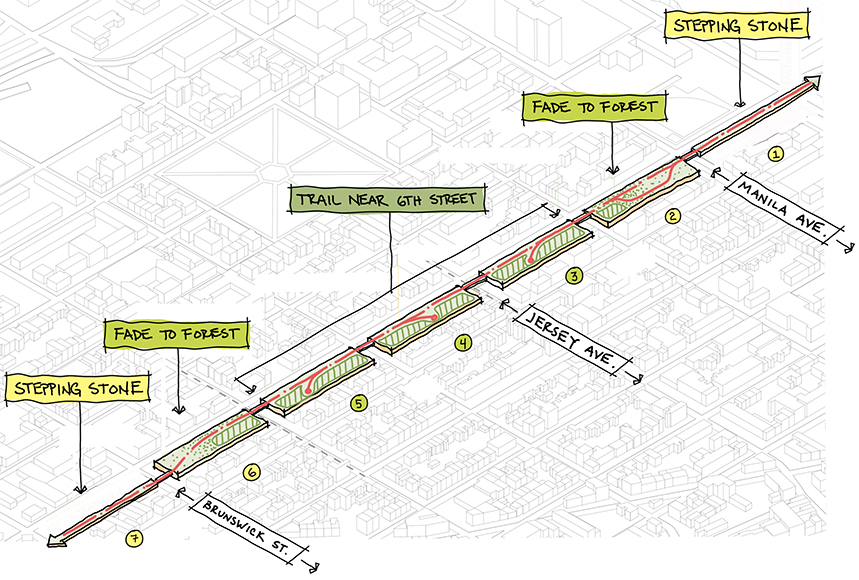 STEPPING STONE
FADE TO FOREST
TRAIL NEAR 6TH STREET
FADE TO FOREST
STEPPING STONE
1
MANILA AVE.
2
3
JERSEY AVE.
4
5
6
BRUNSWICK ST.
7